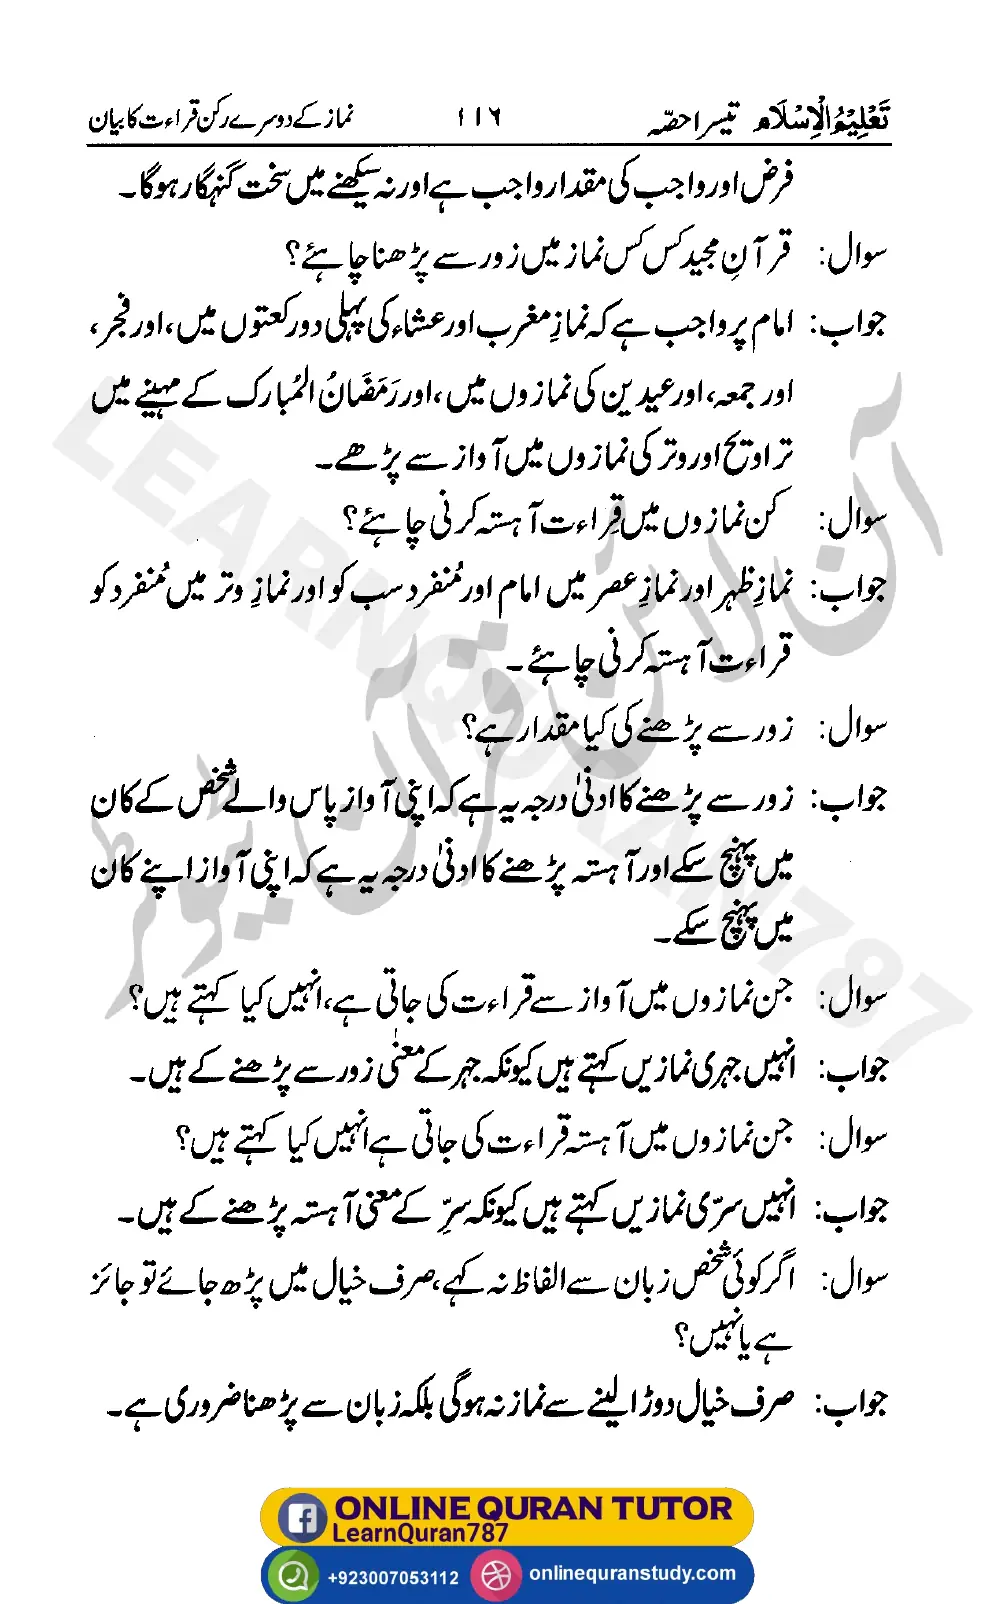 تَعْلِيْمُ الْاِسْلَام تیسرا حصّہ ۱۱۶ نماز کے دوسرے رکن قراءت کا بیان
فرض اور واجب کی مقدار واجب ہے اور نہ سیکھنے میں سخت گنہگار ہوگا۔
سوال: قرآنِ مجید کس کس نماز میں زور سے پڑھنا چاہئے؟
جواب: امام پر واجب ہے کہ نمازِ مغرب اور عشاء کی پہلی دو رکعتوں میں، اور فجر،
اور جمعہ، اور عیدین کی نمازوں میں، اور رَمَضَانُ المُبارک کے مہینے میں
تراویح اور وتر کی نمازوں میں آواز سے پڑھے۔
سوال: کن نمازوں میں قِراءت آہستہ کرنی چاہئے؟
جواب: نمازِ ظہر اور نمازِ عصر میں امام اور مُنفرد سب کو اور نمازِ وتر میں مُنفرد کو
قراءت آہستہ کرنی چاہئے۔
سوال: زور سے پڑھنے کی کیا مقدار ہے؟
جواب: زور سے پڑھنے کا ادنیٰ درجہ یہ ہے کہ اپنی آواز پاس والے شخص کے کان
میں پہنچ سکے اور آہستہ پڑھنے کا ادنیٰ درجہ یہ ہے کہ اپنی آواز اپنے کان
میں پہنچ سکے۔
سوال: جن نمازوں میں آواز سے قراءت کی جاتی ہے، انہیں کیا کہتے ہیں؟
جواب: انہیں جہری نمازیں کہتے ہیں کیونکہ جہر کے معنٰی زور سے پڑھنے کے ہیں۔
سوال: جن نمازوں میں آہستہ قراءت کی جاتی ہے انہیں کیا کہتے ہیں؟
جواب: انہیں سرّی نمازیں کہتے ہیں کیونکہ سرِّ کے معنی آہستہ پڑھنے کے ہیں۔
سوال: اگر کوئی شخص زبان سے الفاظ نہ کہے، صرف خیال میں پڑھ جائے تو جائز
ہے یا نہیں؟
جواب: صرف خیال دوڑا لینے سے نماز نہ ہوگی بلکہ زبان سے پڑھنا ضروری ہے۔
آن لائن قرآن ٹیوٹر
LEARNQURAN787
ONLINE QURAN TUTOR
LearnQuran787
+923007053112 onlinequranstudy.com